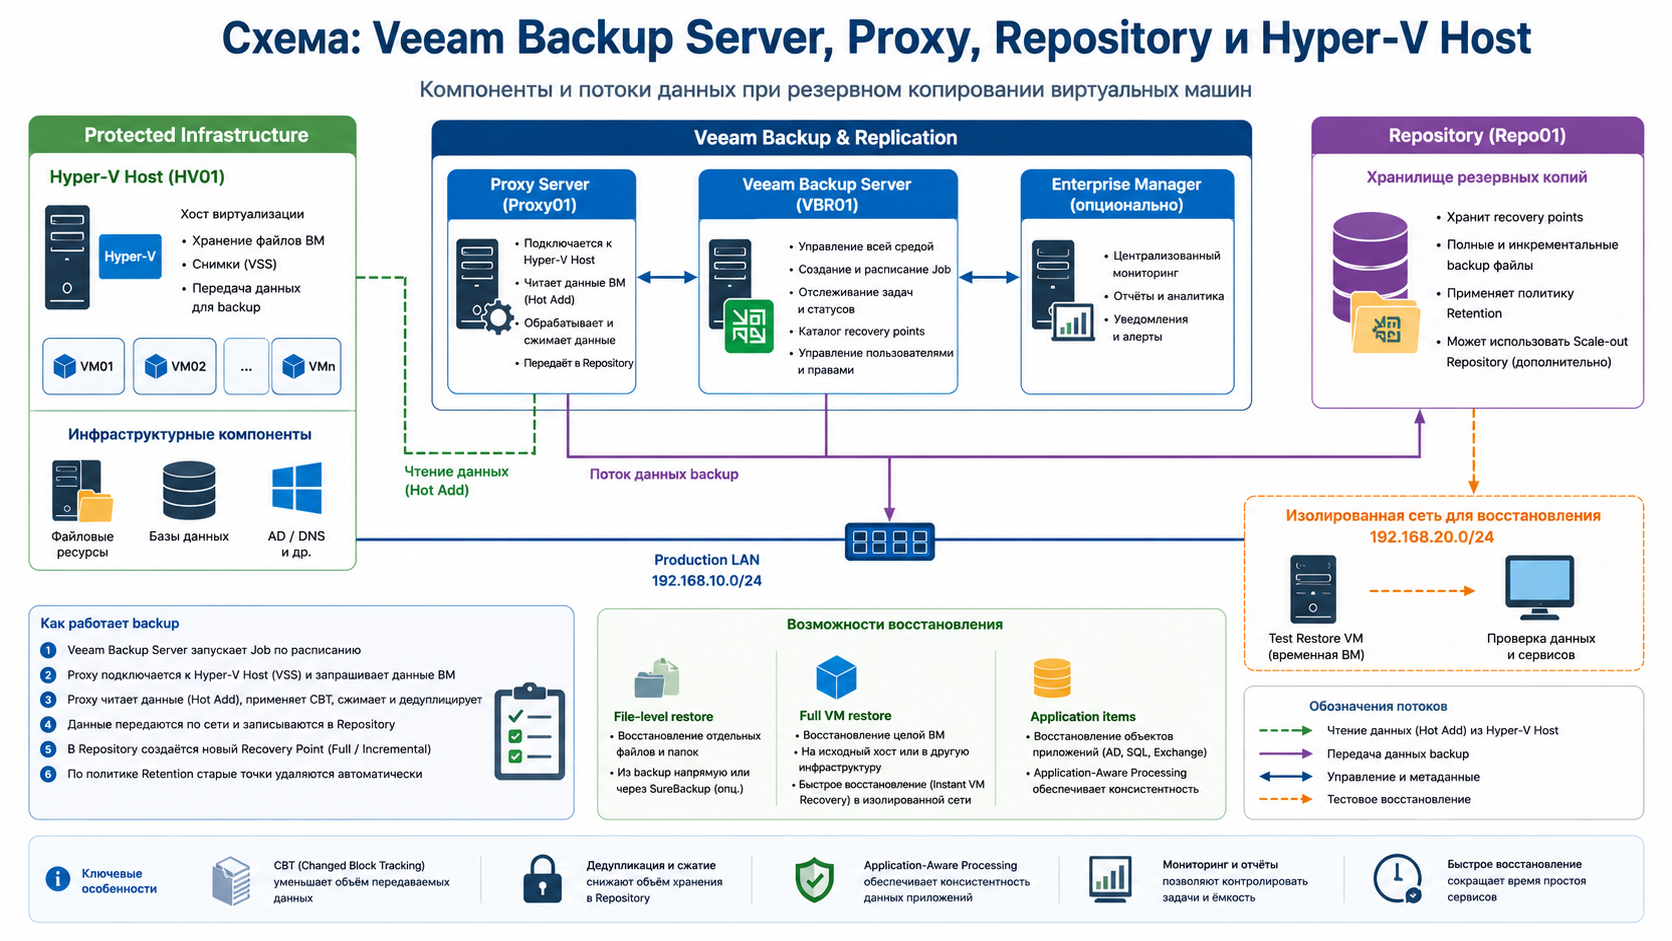 Схема: Veeam Backup Server, Proxy, Repository и Hyper-V Host
Компоненты и потоки данных при резервном копировании виртуальных машин
Protected Infrastructure
Hyper-V Host (HV01)
Хост виртуализации
• Хранение файлов ВМ
• Снимки (VSS)
• Передача данных
для backup
Hyper-V
VM01
VM02
...
VMn
Инфраструктурные компоненты
Файловые
ресурсы
Базы данных
AD / DNS
и др.
Veeam Backup & Replication
Proxy Server
(Proxy01)
• Подключается к
Hyper-V Host
• Читает данные ВМ
(Hot Add)
• Обрабатывает и
сжимает данные
• Передаёт в Repository
Veeam Backup Server
(VBR01)
• Управление всей средой
• Создание и расписание Job
• Отслеживание задач
и статусов
• Каталог recovery points
• Управление пользователями
и правами
Enterprise Manager
(опционально)
• Централизованный
мониторинг
• Отчёты и аналитика
• Уведомления
и алерты
Repository (Repo01)
Хранилище резервных копий
• Хранит recovery points
• Полные и инкрементальные
backup файлы
• Применяет политику
Retention
• Может использовать Scale-out
Repository (дополнительно)
Чтение данных
(Hot Add)
Поток данных backup
Production LAN
192.168.10.0/24
Изолированная сеть для восстановления
192.168.20.0/24
Test Restore VM
(временная ВМ)
Проверка данных
и сервисов
Как работает backup
1 Veeam Backup Server запускает Job по расписанию
2 Proxy подключается к Hyper-V Host (VSS) и запрашивает данные ВМ
3 Proxy читает данные (Hot Add), применяет CBT, сжимает и дедуплицирует
4 Данные передаются по сети и записываются в Repository
5 В Repository создаётся новый Recovery Point (Full / Incremental)
6 По политике Retention старые точки удаляются автоматически
Возможности восстановления
File-level restore
• Восстановление отдельных
файлов и папок
• Из backup напрямую или
через SureBackup (опц.)
Full VM restore
• Восстановление целой ВМ
• На исходный хост или в другую
инфраструктуру
• Быстрое восстановление (Instant VM
Recovery) в изолированной сети
Application items
• Восстановление объектов
приложений (AD, SQL, Exchange)
• Application-Aware Processing
обеспечивает консистентность
Обозначения потоков
Чтение данных (Hot Add) из Hyper-V Host
Передача данных backup
Управление и метаданные
Тестовое восстановление
i
Ключевые
особенности
CBT (Changed Block Tracking)
уменьшает объём передаваемых
данных
Дедупликация и сжатие
снижают объём хранения
в Repository
Application-Aware Processing
обеспечивает консистентность
данных приложений
Мониторинг и отчёты
позволяют контролировать
задачи и ёмкость
Быстрое восстановление
сокращает время простоя
сервисов